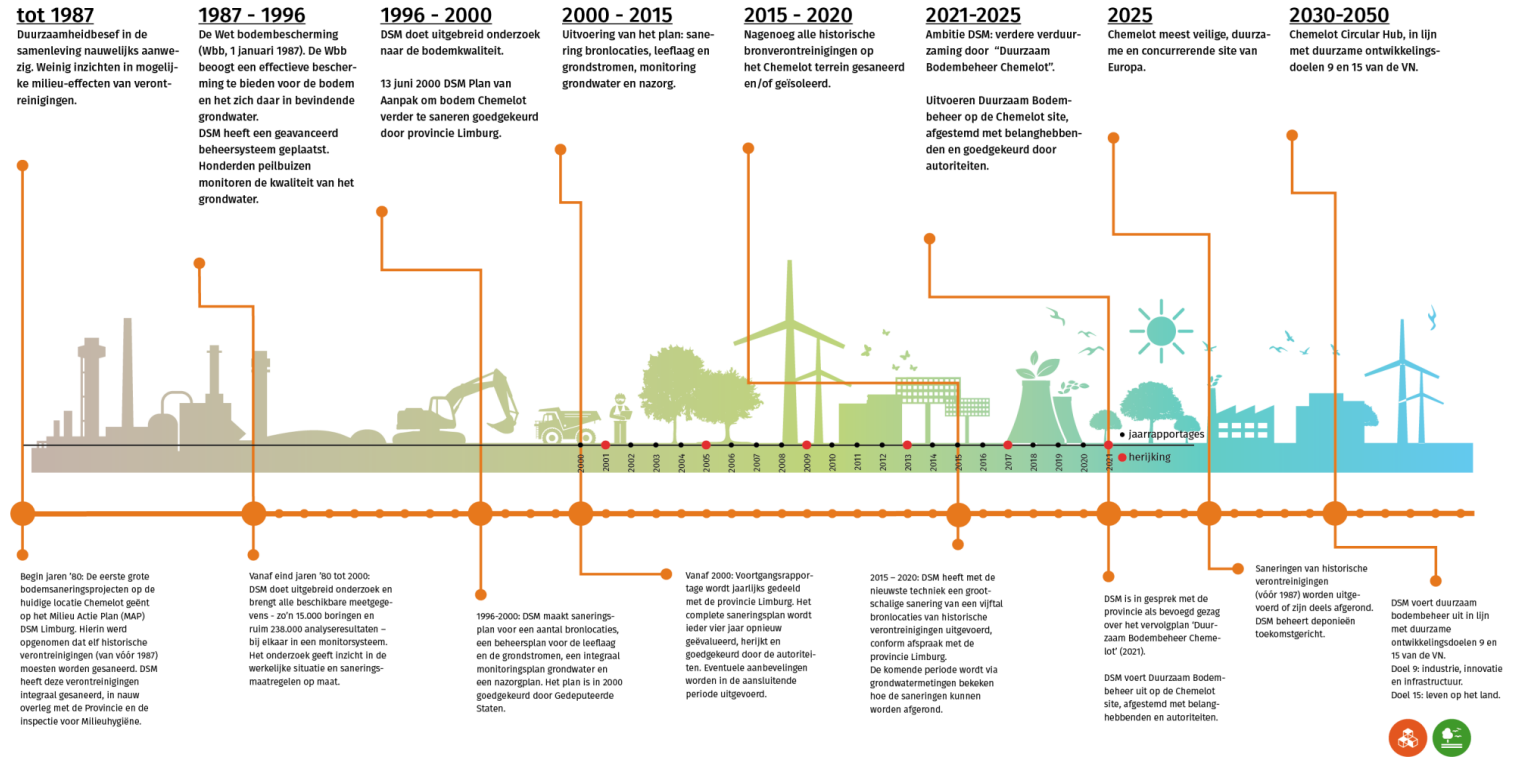 tot 1987
Duurzaamheidbesef in de
samenleving nauwelijks aanwe-
zig. Weinig inzichten in mogelij-
ke milieu-effecten van veront-
reinigingen.
1987 - 1996
De Wet bodembescherming
(Wbb, 1 januari 1987). De Wbb
beoogt een effectieve bescher-
ming te bieden voor de bodem
en het zich daar in bevindende
grondwater.
DSM heeft een geavanceerd
beheersysteem geplaatst.
Honderden peilbuizen
monitoren de kwaliteit van het
grondwater.
1996 - 2000
DSM doet uitgebreid onderzoek
naar de bodemkwaliteit.
13 juni 2000 DSM Plan van
Aanpak om bodem Chemelot
verder te saneren goedgekeurd
door provincie Limburg.
2000 - 2015
Uitvoering van het plan: sane-
ring bronlocaties, leeflaag en
grondstromen, monitoring
grondwater en nazorg.
2015 - 2020
Nagenoeg alle historische
bronverontreinigingen op
het Chemelot terrein gesaneerd
en/of geïsoleerd.
2021-2025
Ambitie DSM: verdere verduur-
zaming door “Duurzaam
Bodembeheer Chemelot”.
Uitvoeren Duurzaam Bodem-
beheer op de Chemelot site,
afgestemd met belanghebben-
den en goedgekeurd door
autoriteiten.
2025
Chemelot meest veilige, duurza-
me en concurrerende site van
Europa.
2030-2050
Chemelot Circular Hub, in lijn
met duurzame ontwikkelings-
doelen 9 en 15 van de VN.
jaarrapportages
herijking
2000
2001
2002
2003
2004
2005
2006
2007
2008
2009
2010
2011
2012
2013
2014
2015
2016
2017
2018
2019
2020
2021
Begin jaren ’80: De eerste grote
bodemsaneringsprojecten op de
huidige locatie Chemelot geënt
op het Milieu Actie Plan (MAP)
DSM Limburg. Hierin werd
opgenomen dat elf historische
verontreinigingen (van vóór 1987)
moesten worden gesaneerd. DSM
heeft deze verontreinigingen
integraal gesaneerd, in nauw
overleg met de Provincie en de
inspectie voor Milieuhygiëne.
Vanaf eind jaren ’80 tot 2000:
DSM doet uitgebreid onderzoek en
brengt alle beschikbare meetgege-
vens - zo’n 15.000 boringen en
ruim 238.000 analyseresultaten –
bij elkaar in een monitorsysteem.
Het onderzoek geeft inzicht in de
werkelijke situatie en sanerings-
maatregelen op maat.
1996-2000: DSM maakt sanerings-
plan voor een aantal bronlocaties,
een beheersplan voor de leeflaag
en de grondstromen, een integraal
monitoringsplan grondwater en
een nazorgplan. Het plan is in 2000
goedgekeurd door Gedeputeerde
Staten.
Vanaf 2000: Voortgangsrappor-
tage wordt jaarlijks gedeeld
met de provincie Limburg. Het
complete saneringsplan wordt
ieder vier jaar opnieuw
geëvalueerd, herijkt en
goedgekeurd door de autoritei-
ten. Eventuele aanbevelingen
worden in de aansluitende
periode uitgevoerd.
2015 – 2020: DSM heeft met de
nieuwste techniek een groot-
schalige sanering van een vijftal
bronlocaties van historische
verontreinigingen uitgevoerd,
conform afspraak met de
provincie Limburg.
De komende periode wordt via
grondwatermetingen bekeken
hoe de saneringen kunnen
worden afgerond.
DSM is in gesprek met de
provincie als bevoegd gezag
over het vervolgplan ‘Duur-
zaam Bodembeheer Cheme-
lot’ (2021).
DSM voert Duurzaam Bodem-
beheer uit op de Chemelot
site, afgestemd met belang-
hebbenden en autoriteiten.
Saneringen van historische
verontreinigingen
(vóór 1987) worden uitge-
voerd of zijn deels afgerond.
DSM beheert deponieën
toekomstgericht.
DSM voert duurzaam
bodembeheer uit in lijn
met duurzame
ontwikkelingsdoelen 9 en
15 van de VN.
Doel 9: industrie, innovatie
en infrastructuur.
Doel 15: leven op het land.